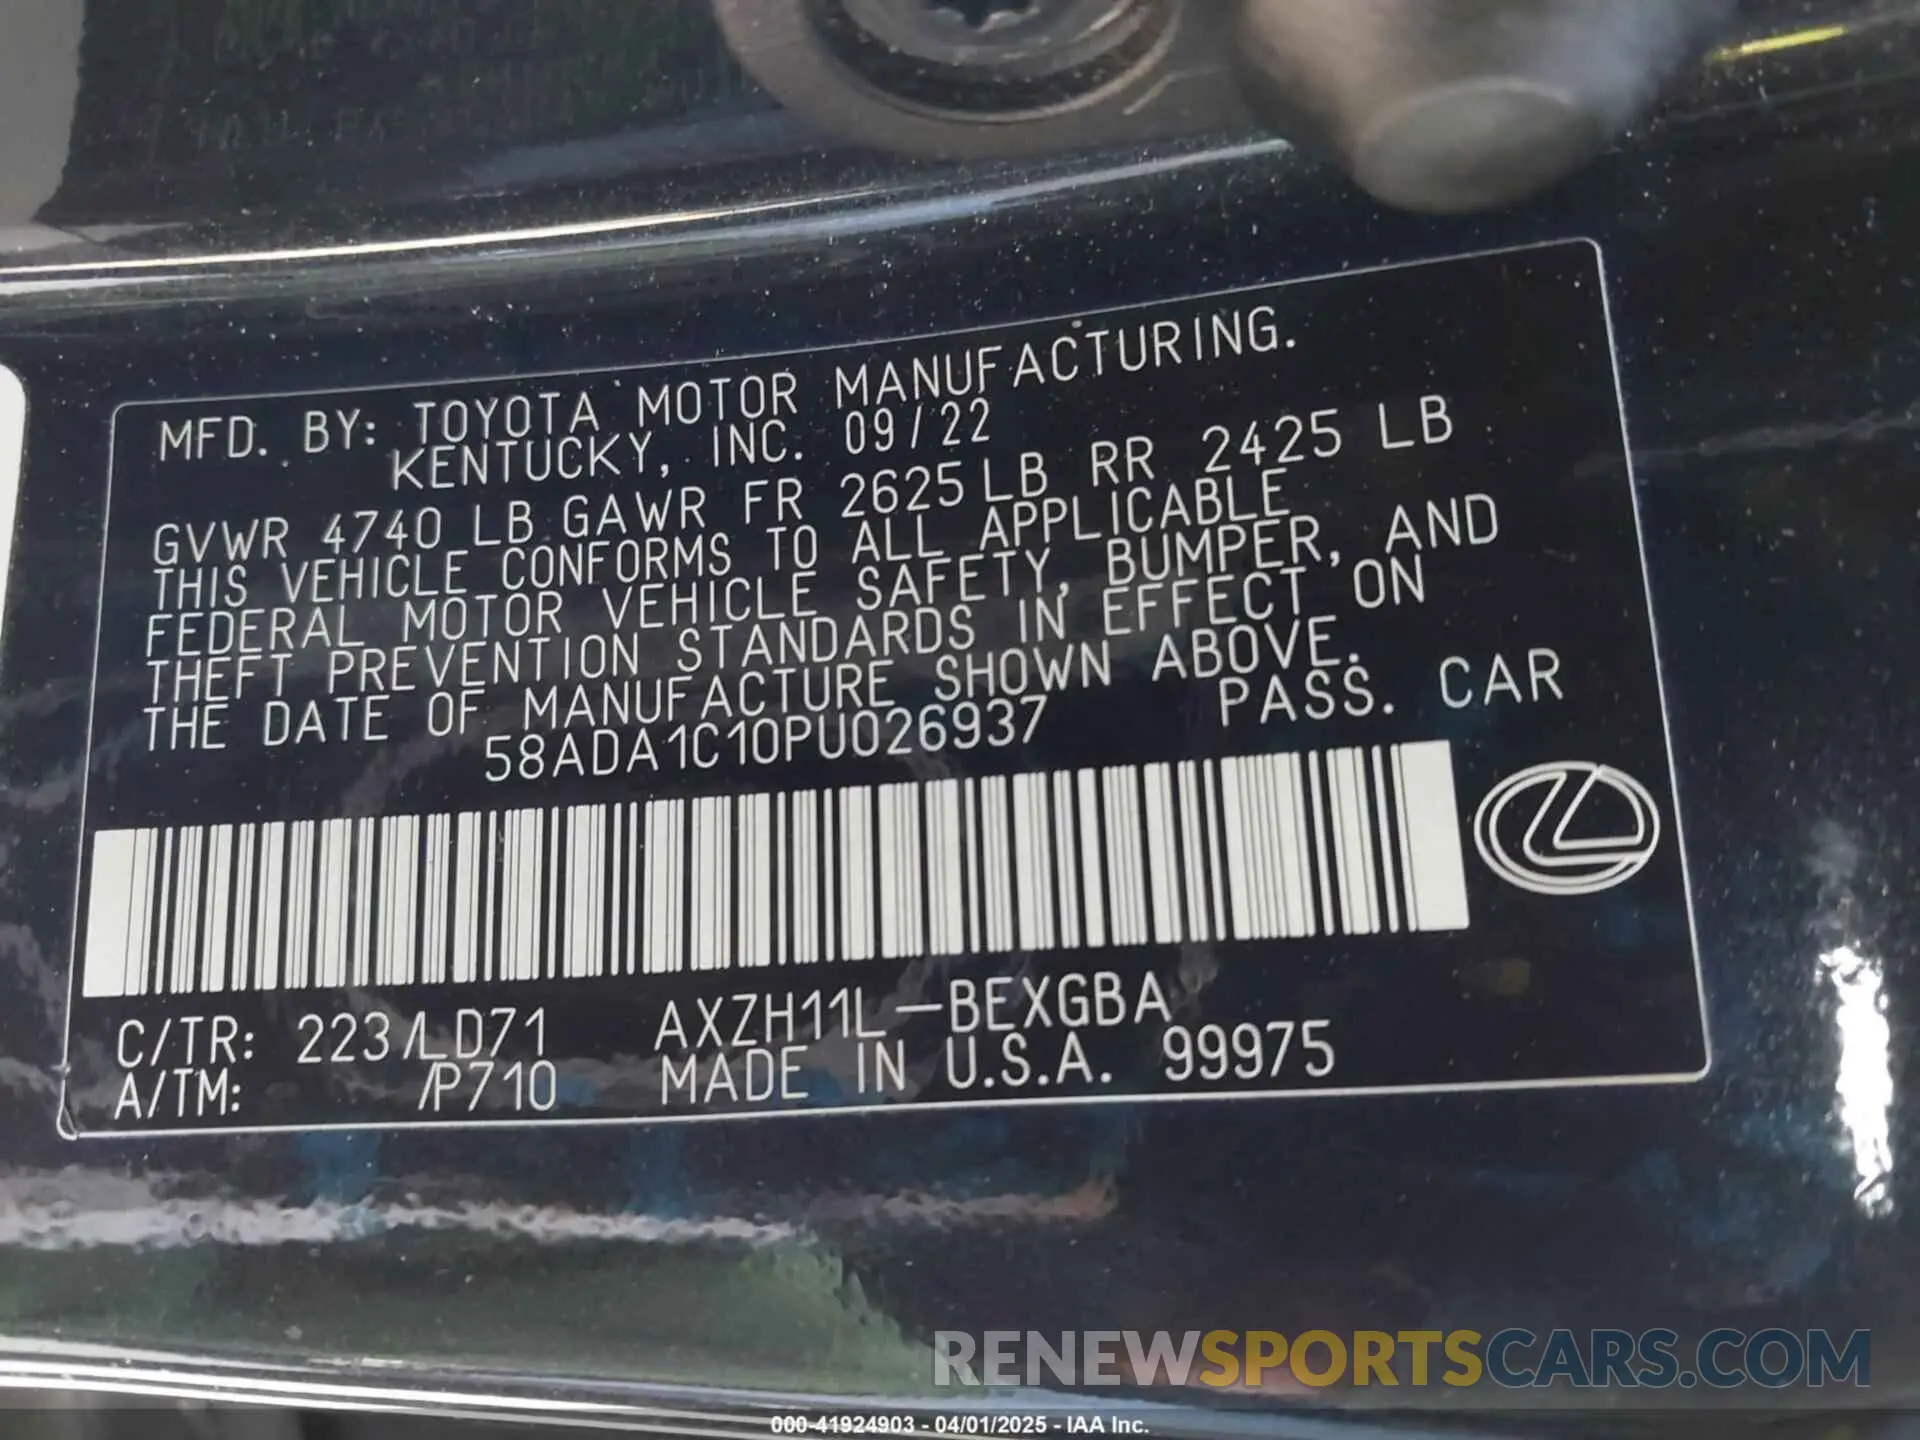 MFD. BY: TOYOTA MOTOR MANUFACTURING.
KENTUCKY, INC. 09/22
GVWR 4740 LB GAWR FR 2625 LB RR 2425 LB
THIS VEHICLE CONFORMS TO ALL APPLICABLE
FEDERAL MOTOR VEHICLE SAFETY, BUMPER, AND
THEFT PREVENTION STANDARDS IN EFFECT ON
THE DATE OF MANUFACTURE SHOWN ABOVE.
58ADA1C10PU026937 PASS. CAR
C/TR: 223/LD71 AXZH11L-BEXGBA
A/TM: /P710 MADE IN U.S.A. 99975
RENEWSPORTSCARS.COM
000-41924903 - 04/01/2025 - IAA Inc.